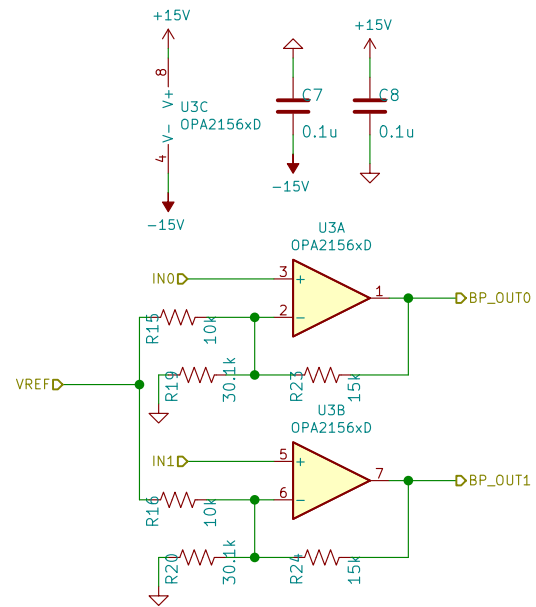 +15V
8
V+
U3C
OPA2156xD
V-
4
-15V
C7
0.1u
-15V
+15V
C8
0.1u
U3A
OPA2156xD
IN0
3
+
2
-
1
BP_OUT0
R15
10k
R19
30.1k
R23
15k
VREF
U3B
OPA2156xD
IN1
5
+
6
-
7
BP_OUT1
R16
10k
R20
30.1k
R24
15k